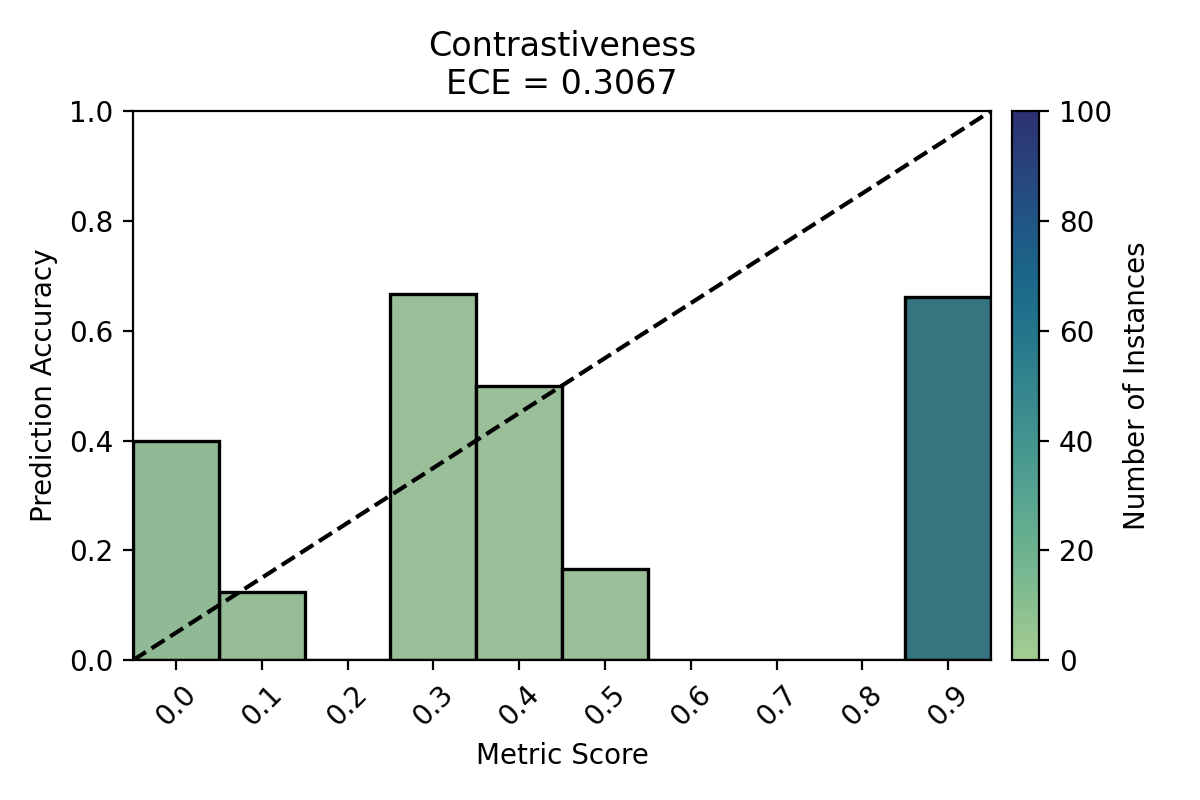 Contrastiveness
ECE = 0.3067
1.0
0.8
0.6
0.4
0.2
0.0
Prediction Accuracy
0.0 0.1 0.2 0.3 0.4 0.5 0.6 0.7 0.8 0.9
Metric Score
100
80
60
40
20
0
Number of Instances